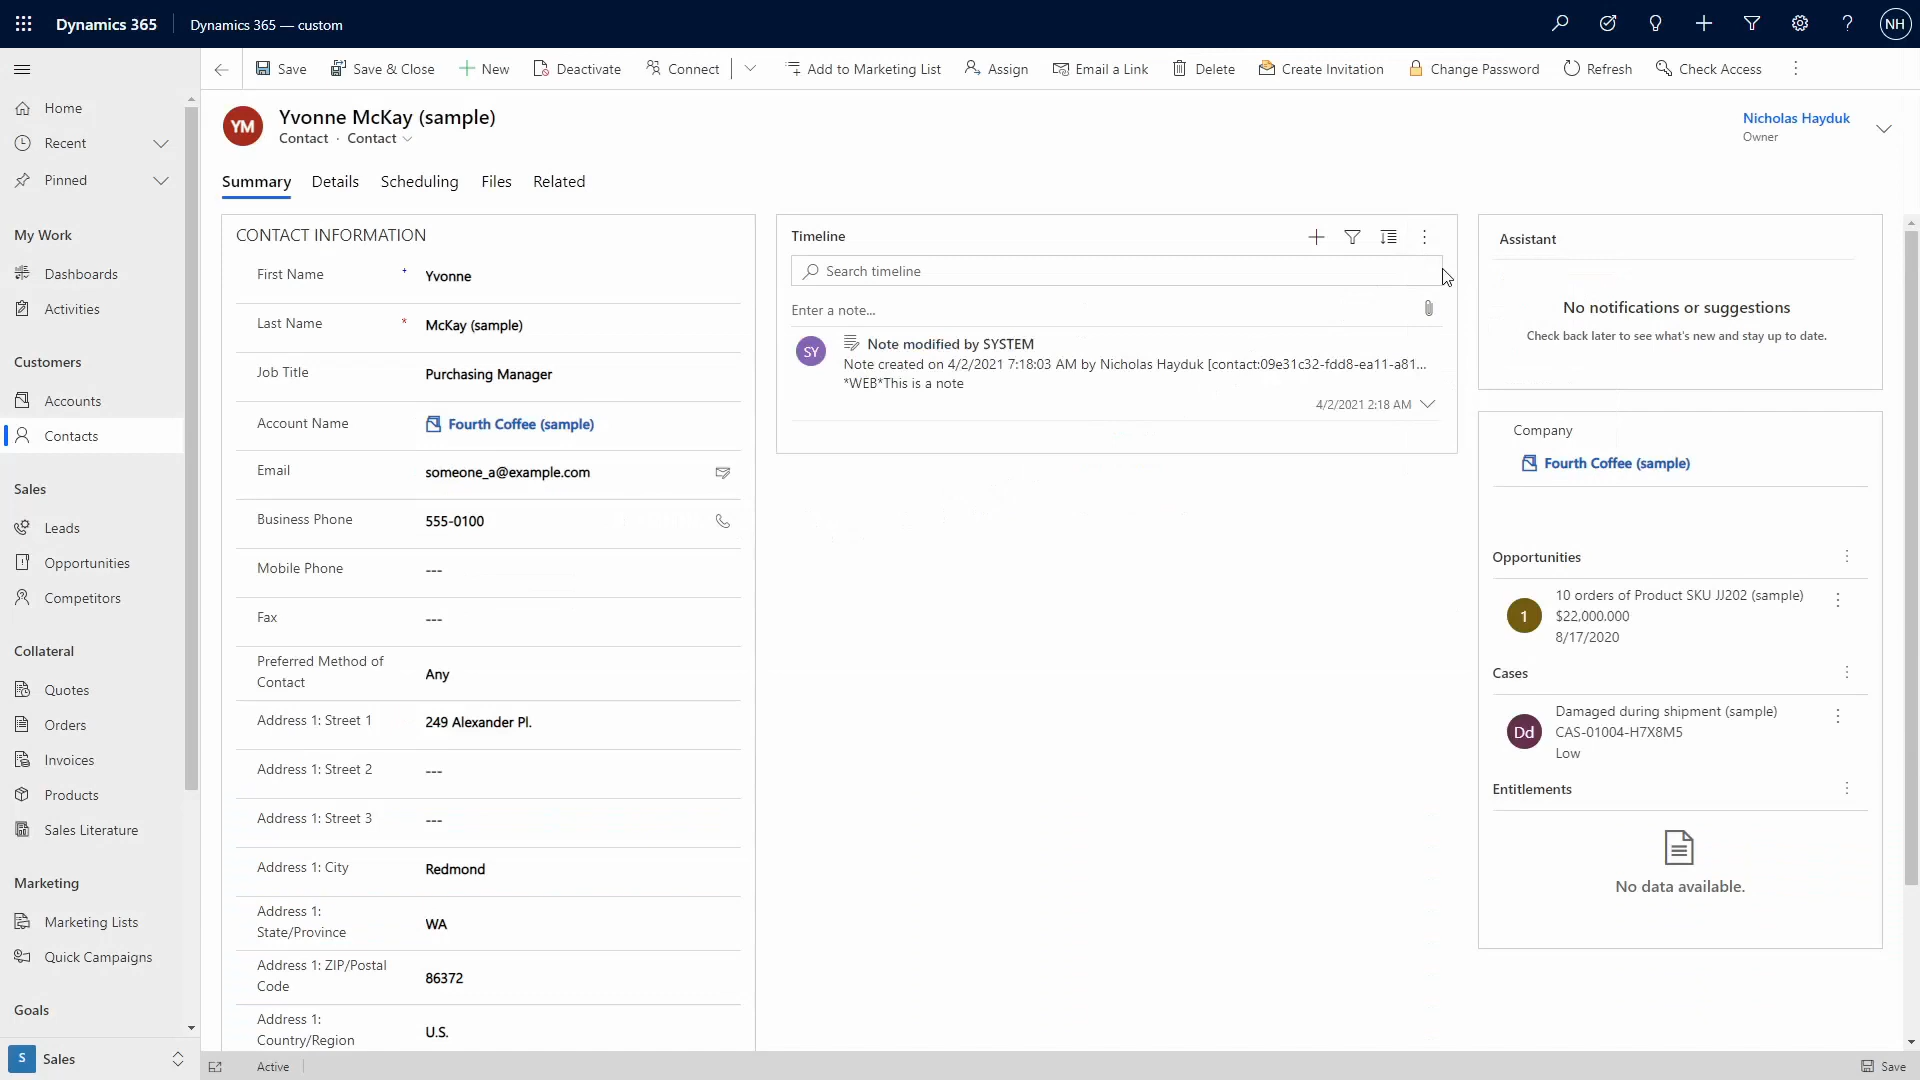 Dynamics 365
Dynamics 365 — custom
NH
Save
Save & Close
New
Deactivate
Connect
Add to Marketing List
Assign
Email a Link
Delete
Create Invitation
Change Password
Refresh
Check Access
Home
Recent
Pinned
My Work
Dashboards
Activities
Customers
Accounts
Contacts
Sales
Leads
Opportunities
Competitors
Collateral
Quotes
Orders
Invoices
Products
Sales Literature
Marketing
Marketing Lists
Quick Campaigns
Goals
S Sales
YM
Yvonne McKay (sample)
Contact · Contact
Nicholas Hayduk
Owner
Summary
Details
Scheduling
Files
Related
CONTACT INFORMATION
First Name + Yvonne
Last Name * McKay (sample)
Job Title Purchasing Manager
Account Name Fourth Coffee (sample)
Email someone_a@example.com
Business Phone 555-0100
Mobile Phone ---
Fax ---
Preferred Method of
Contact
Any
Address 1: Street 1 249 Alexander Pl.
Address 1: Street 2 ---
Address 1: Street 3 ---
Address 1: City Redmond
Address 1:
State/Province
WA
Address 1: ZIP/Postal
Code
86372
Address 1:
Country/Region
U.S.
Timeline
Search timeline
Enter a note...
SY
Note modified by SYSTEM
Note created on 4/2/2021 7:18:03 AM by Nicholas Hayduk [contact:09e31c32-fdd8-ea11-a81...
*WEB*This is a note
4/2/2021 2:18 AM
Assistant
No notifications or suggestions
Check back later to see what's new and stay up to date.
Company
Fourth Coffee (sample)
Opportunities
1
10 orders of Product SKU JJ202 (sample)
$22,000.000
8/17/2020
Cases
Dd
Damaged during shipment (sample)
CAS-01004-H7X8M5
Low
Entitlements
No data available.
Active
Save